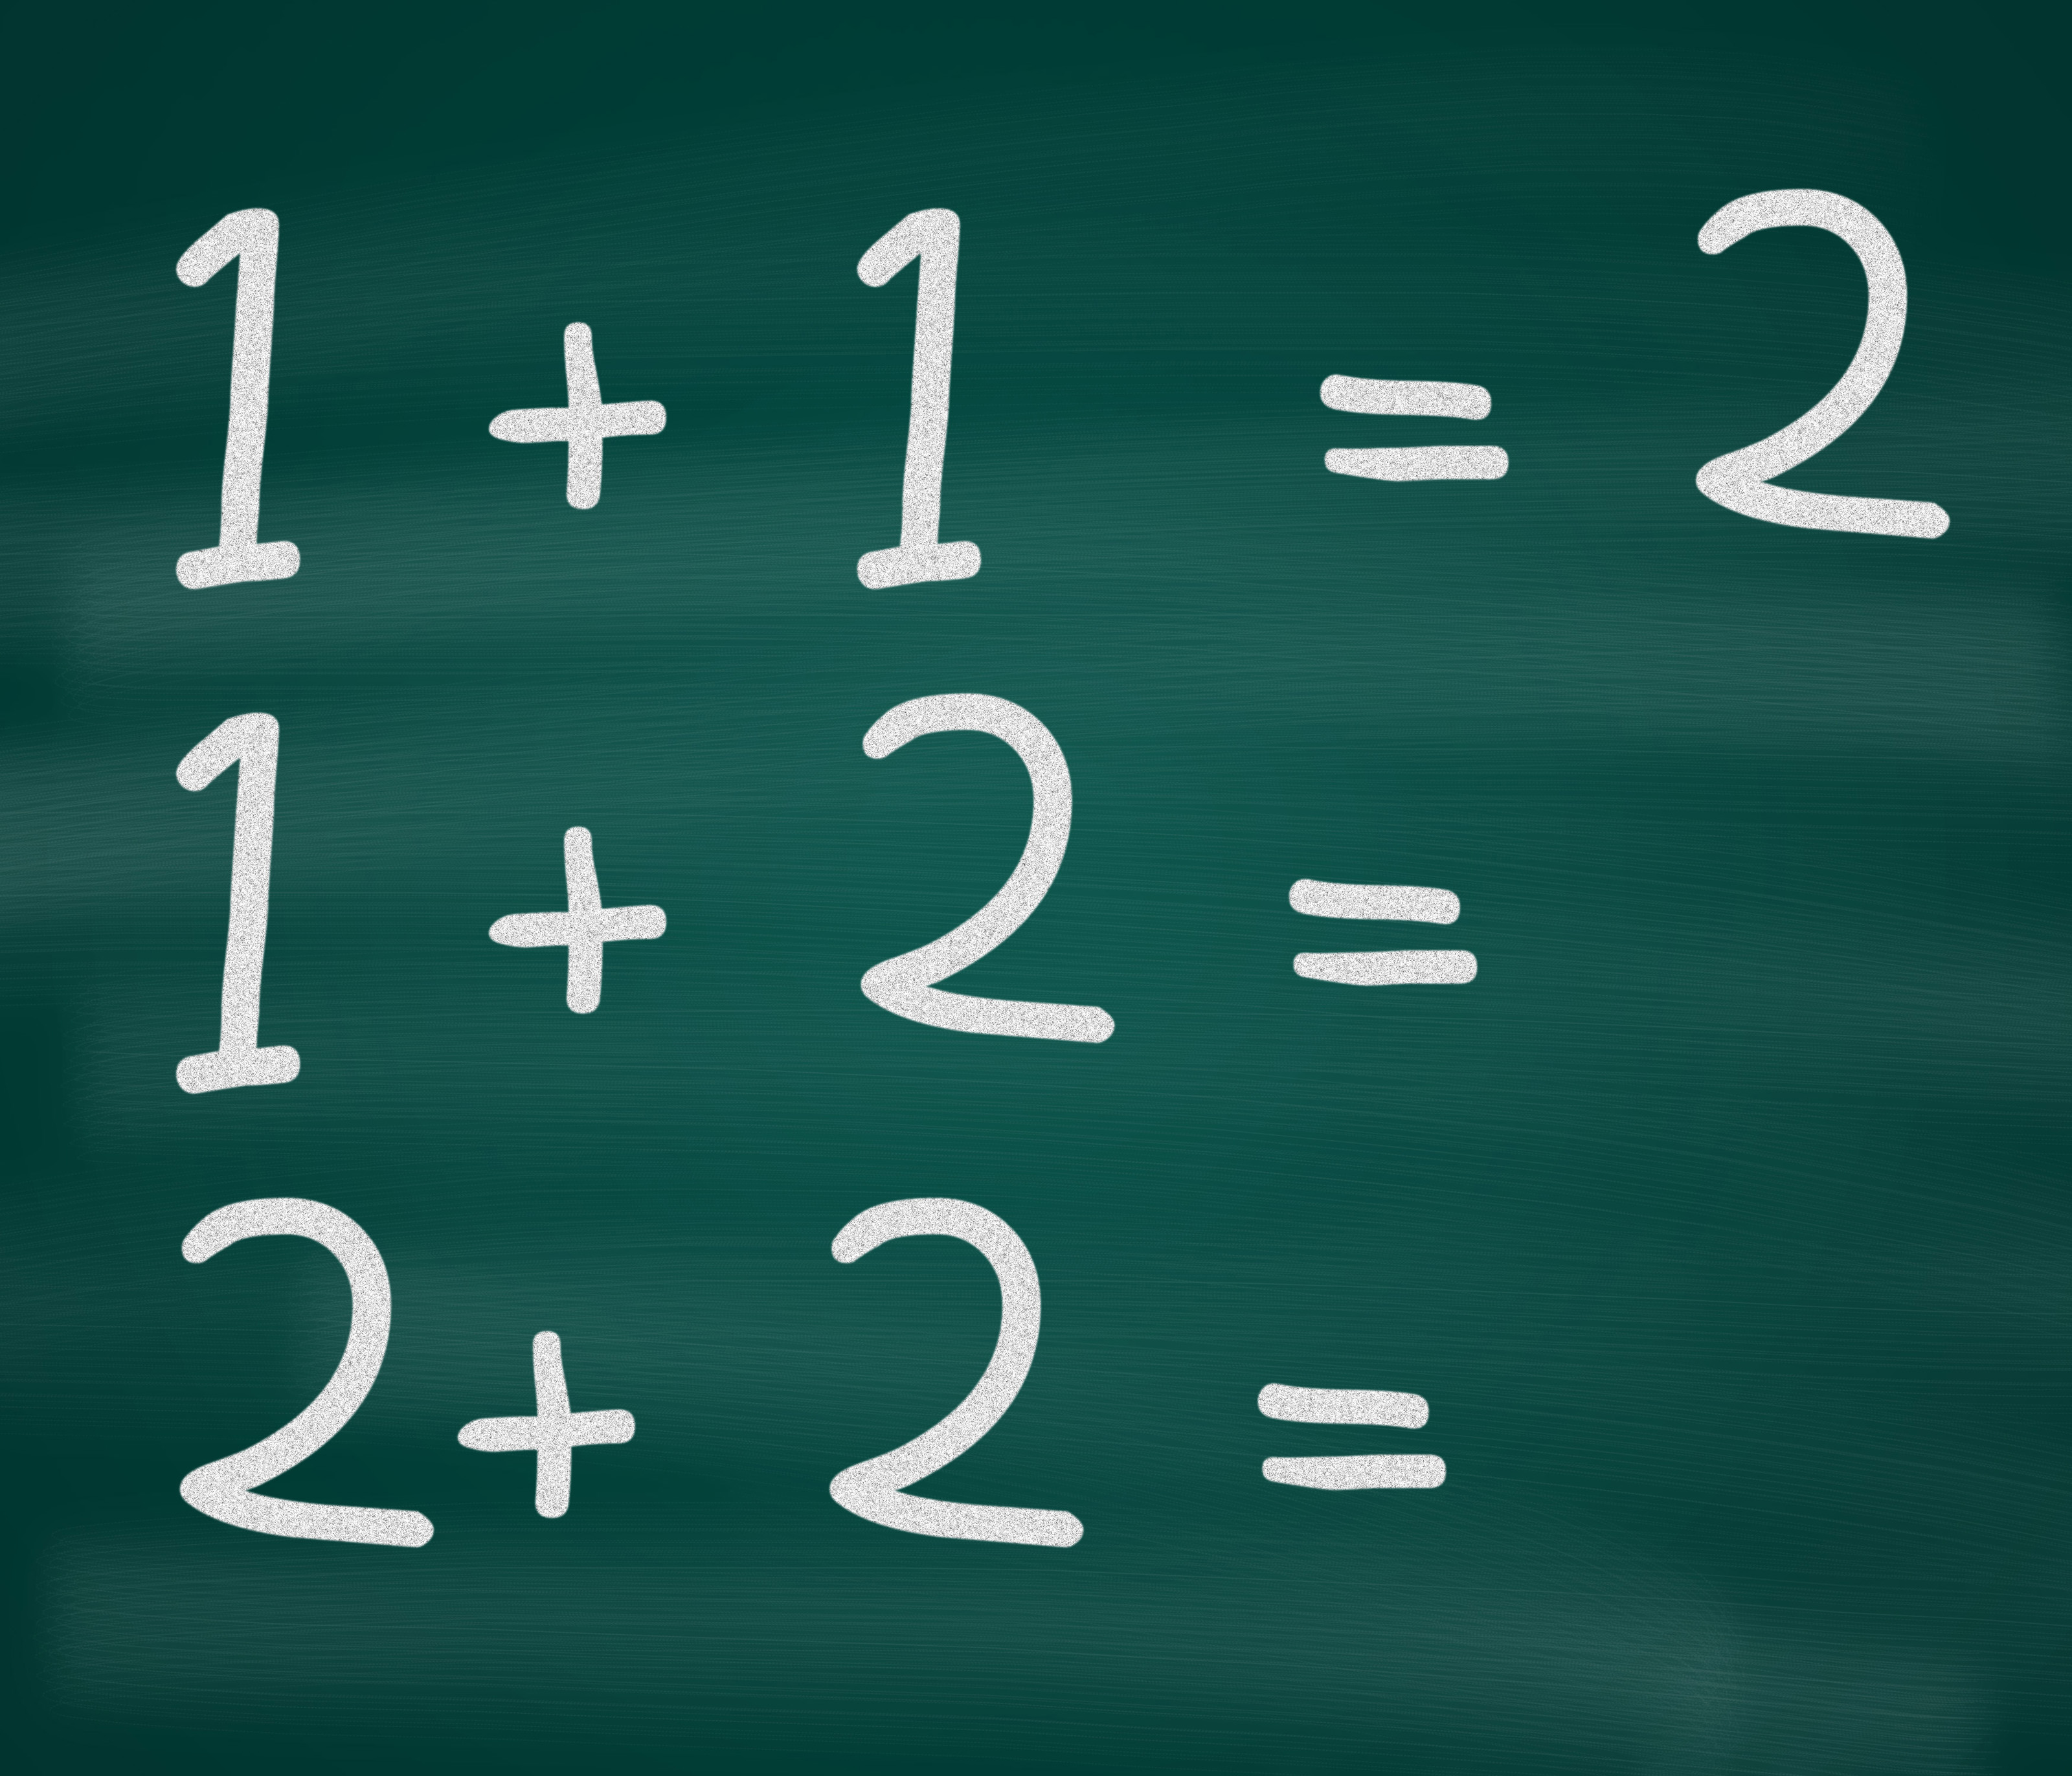 1 + 1 = 2
1 + 2 =
2 + 2 =